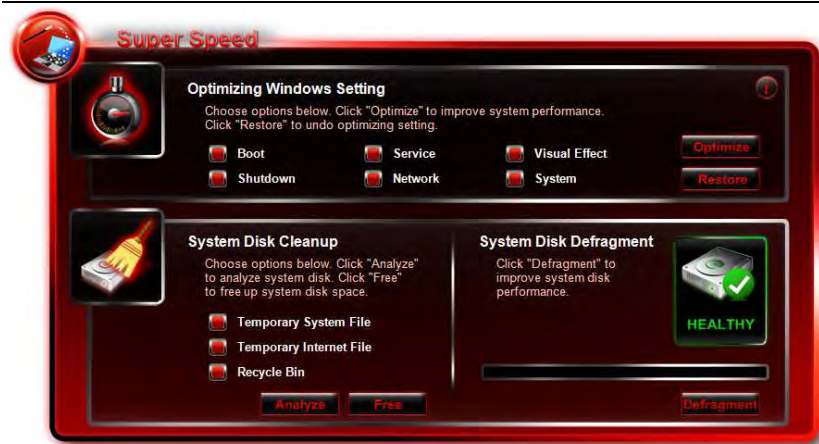 Super Speed
Optimizing Windows Setting
Choose options below. Click "Optimize" to improve system performance.
Click "Restore" to undo optimizing setting.
Boot
Service
Visual Effect
Optimize
Shutdown
Network
System
Restore
System Disk Cleanup
Choose options below. Click "Analyze"
to analyze system disk. Click "Free"
to free up system disk space.
Temporary System File
Temporary Internet File
Recycle Bin
Analyze
Free
System Disk Defragment
Click "Defragment" to
improve system disk
performance.
HEALTHY
Defragment